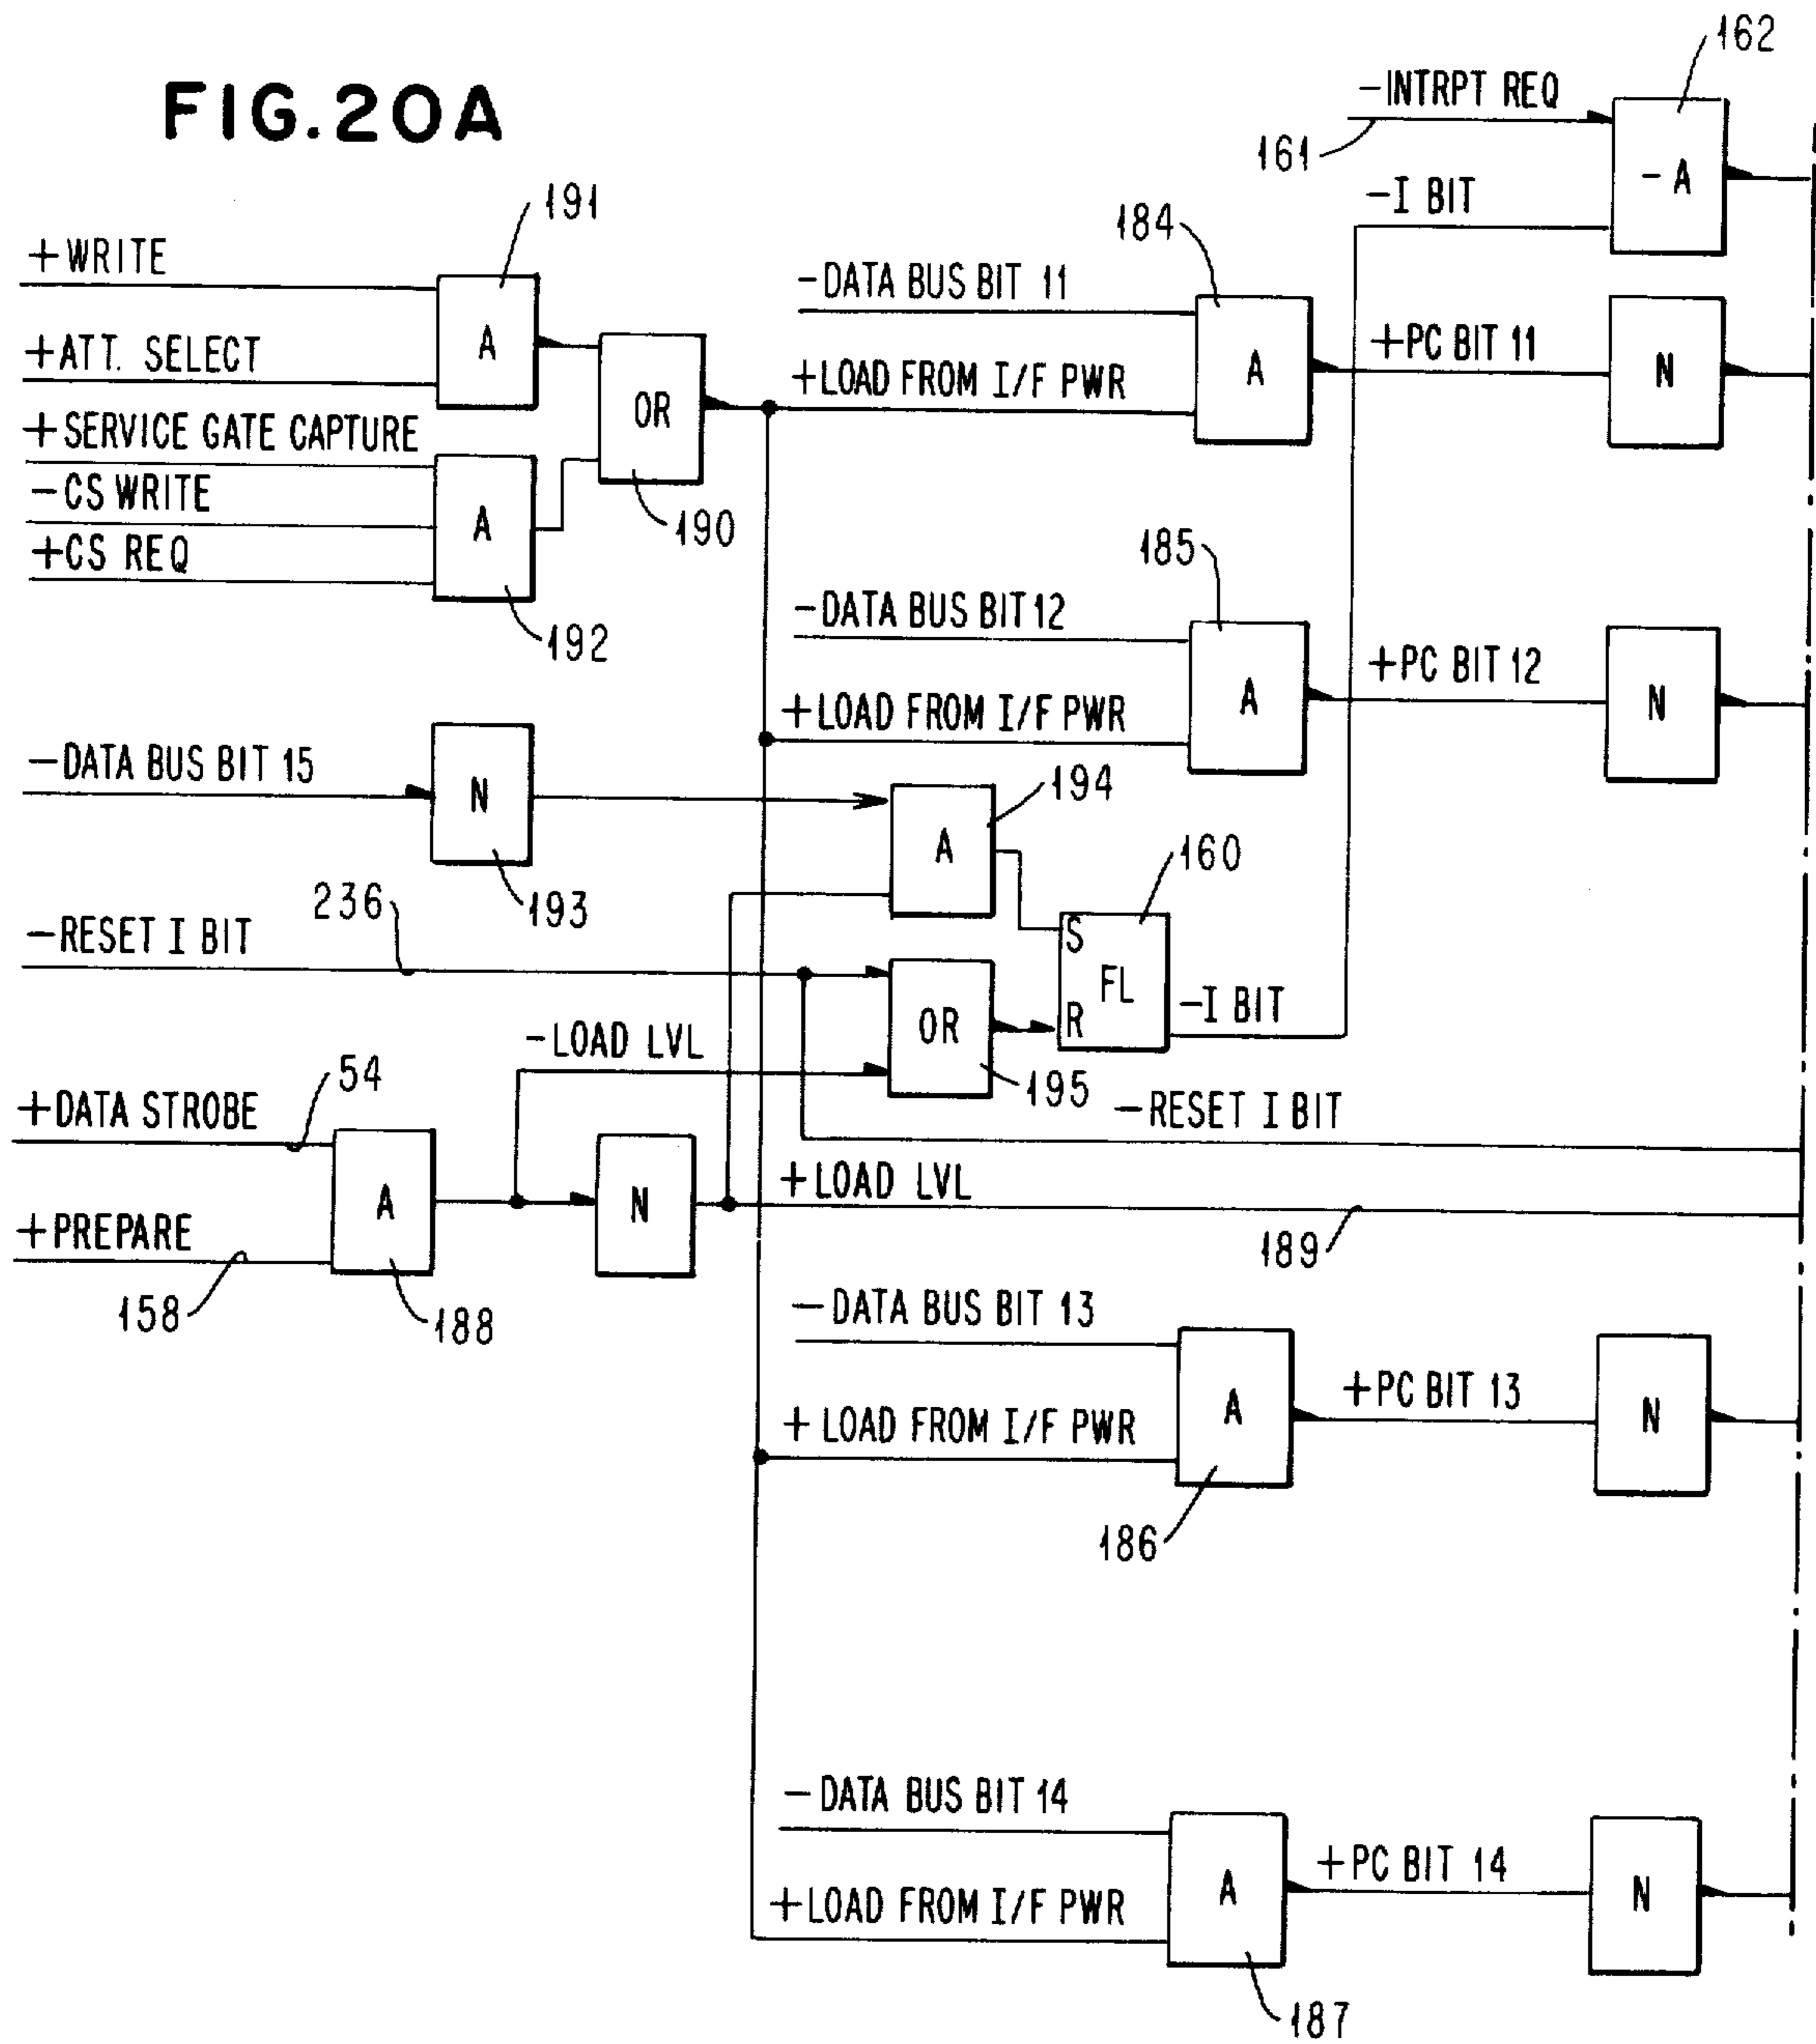 FIG. 20A
162
-INTRPT REQ
161
-A
-I BIT
191
184
+WRITE
-DATA BUS BIT 11
A
+ATT. SELECT
+LOAD FROM I/F PWR
A
+PC BIT 11
N
OR
+SERVICE GATE CAPTURE
-CS WRITE
A
190
+CS REQ
185
192
-DATA BUS BIT 12
+PC BIT 12
A
N
+LOAD FROM I/F PWR
-DATA BUS BIT 15
N
194
A
160
193
236
-RESET I BIT
S
FL
R
-I BIT
OR
-LOAD LVL
54
195
+DATA STROBE
-RESET I BIT
A
N
+LOAD LVL
+PREPARE
189
158
188
-DATA BUS BIT 13
+PC BIT 13
A
N
+LOAD FROM I/F PWR
186
-DATA BUS BIT 14
+PC BIT 14
A
N
+LOAD FROM I/F PWR
187